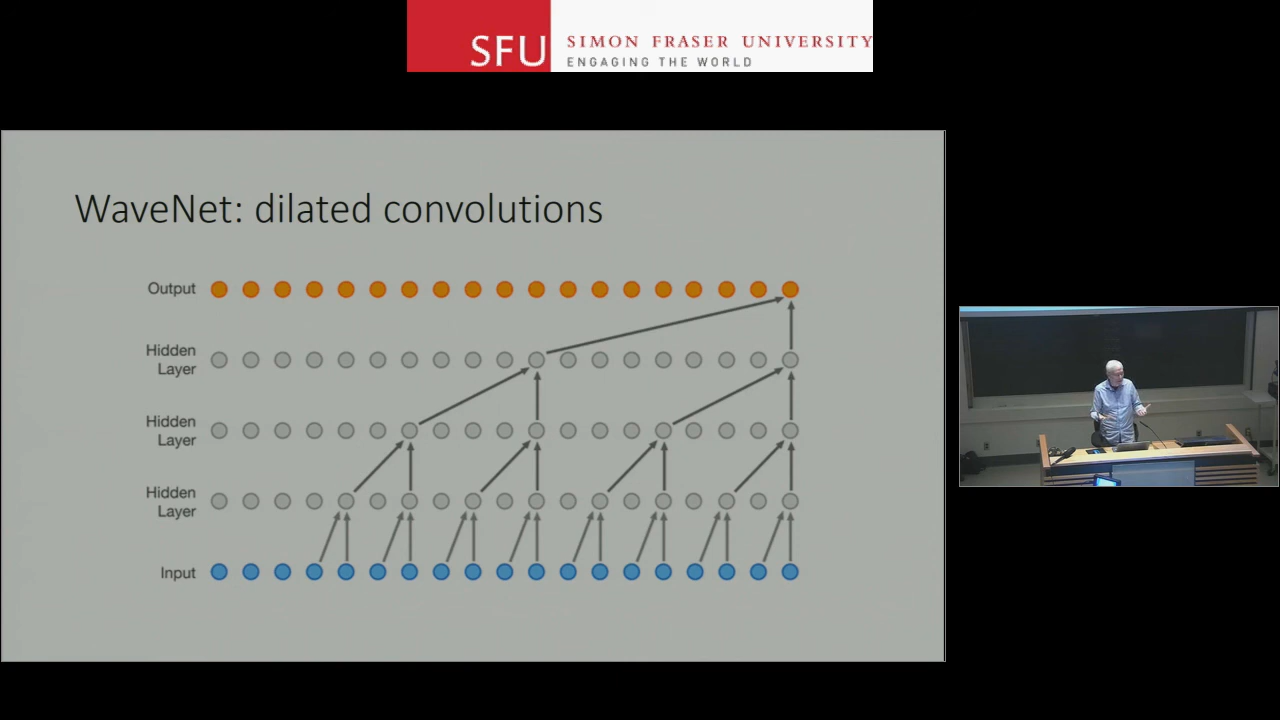 SFU
SIMON FRASER UNIVERSITY
ENGAGING THE WORLD
WaveNet: dilated convolutions
Output
Hidden
Layer
Hidden
Layer
Hidden
Layer
Input